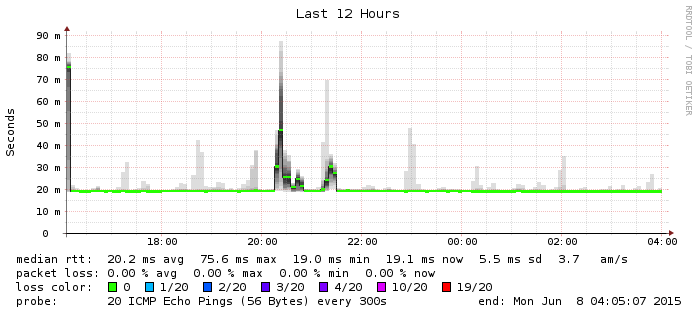 Last 12 Hours
RRDTOOL / TOBI OETIKER
Seconds
90 m
80 m
70 m
60 m
50 m
40 m
30 m
20 m
10 m
0
18:00 20:00 22:00 00:00 02:00 04:00
median rtt: 20.2 ms avg 75.6 ms max 19.0 ms min 19.1 ms now 5.5 ms sd 3.7 am/s
packet loss: 0.00 % avg 0.00 % max 0.00 % min 0.00 % now
loss color: 0 1/20 2/20 3/20 4/20 10/20 19/20
probe: 20 ICMP Echo Pings (56 Bytes) every 300s end: Mon Jun 8 04:05:07 2015